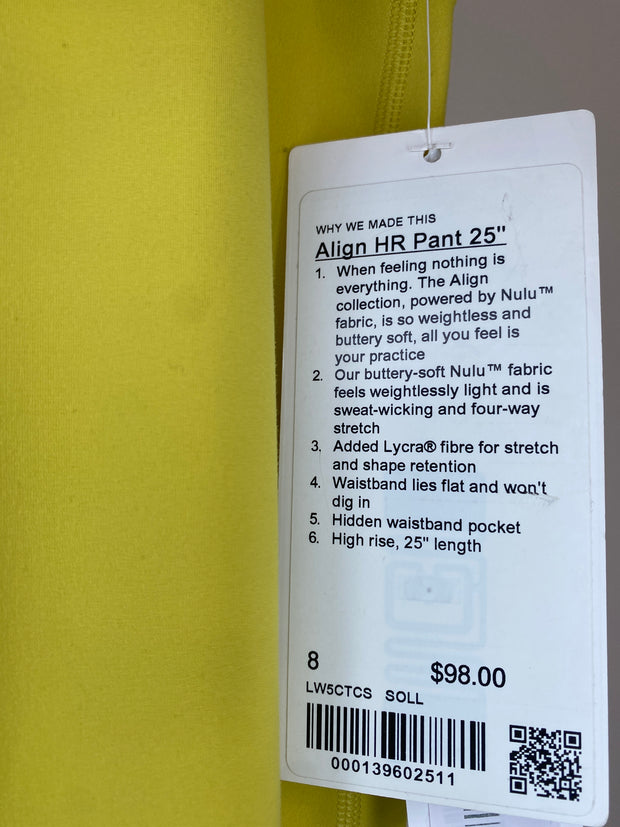 WHY WE MADE THIS
Align HR Pant 25"
1. When feeling nothing is
everything. The Align
collection, powered by Nulu™
fabric, is so weightless and
buttery soft, all you feel is
your practice
2. Our buttery-soft Nulu™ fabric
feels weightlessly light and is
sweat-wicking and four-way
stretch
3. Added Lycra® fibre for stretch
and shape retention
4. Waistband lies flat and won't
dig in
5. Hidden waistband pocket
6. High rise, 25" length
8 $98.00
LW5CTCS SOLL
000139602511